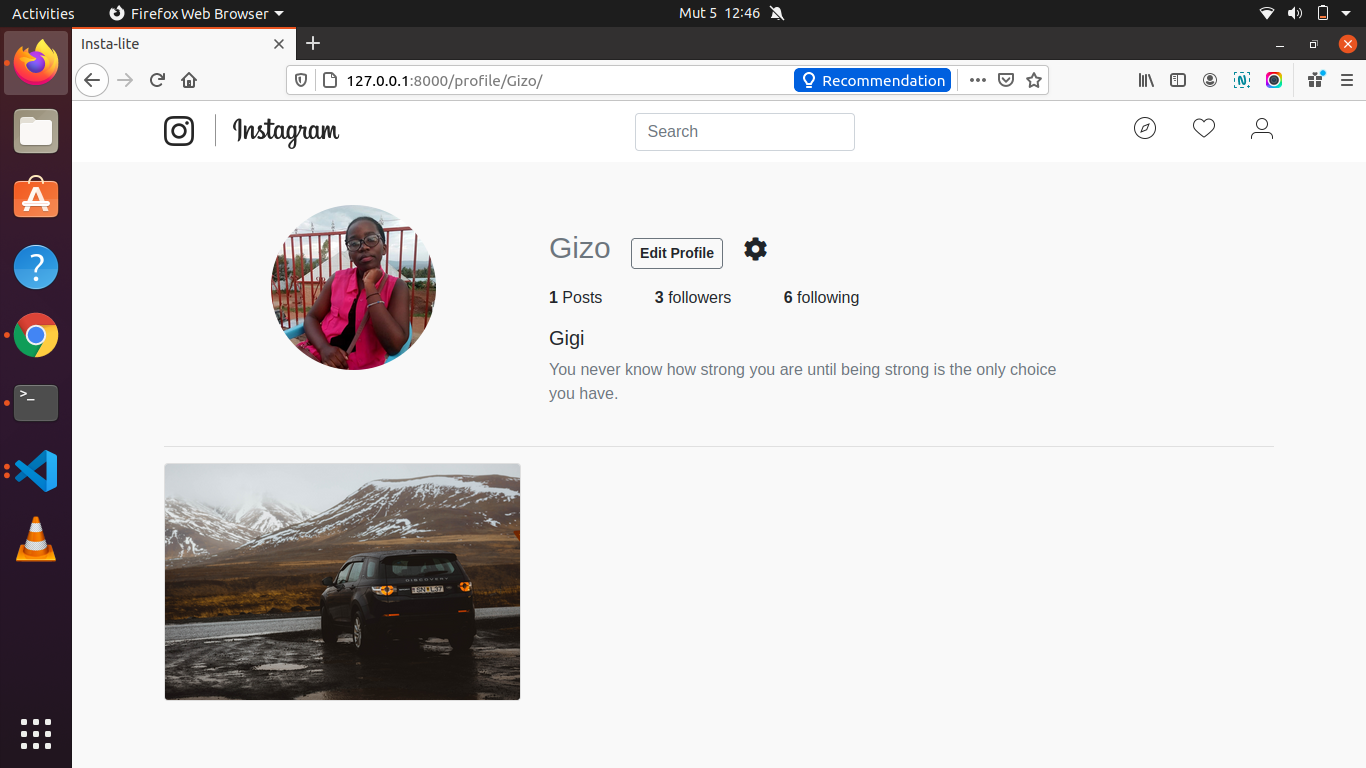 Activities Firefox Web Browser Mut 5 12:46
Insta-lite
127.0.0.1:8000/profile/Gizo/ Recommendation
Instagram Search
Gizo Edit Profile
1 Posts 3 followers 6 following
Gigi
You never know how strong you are until being strong is the only choice
you have.
DISCOVERY